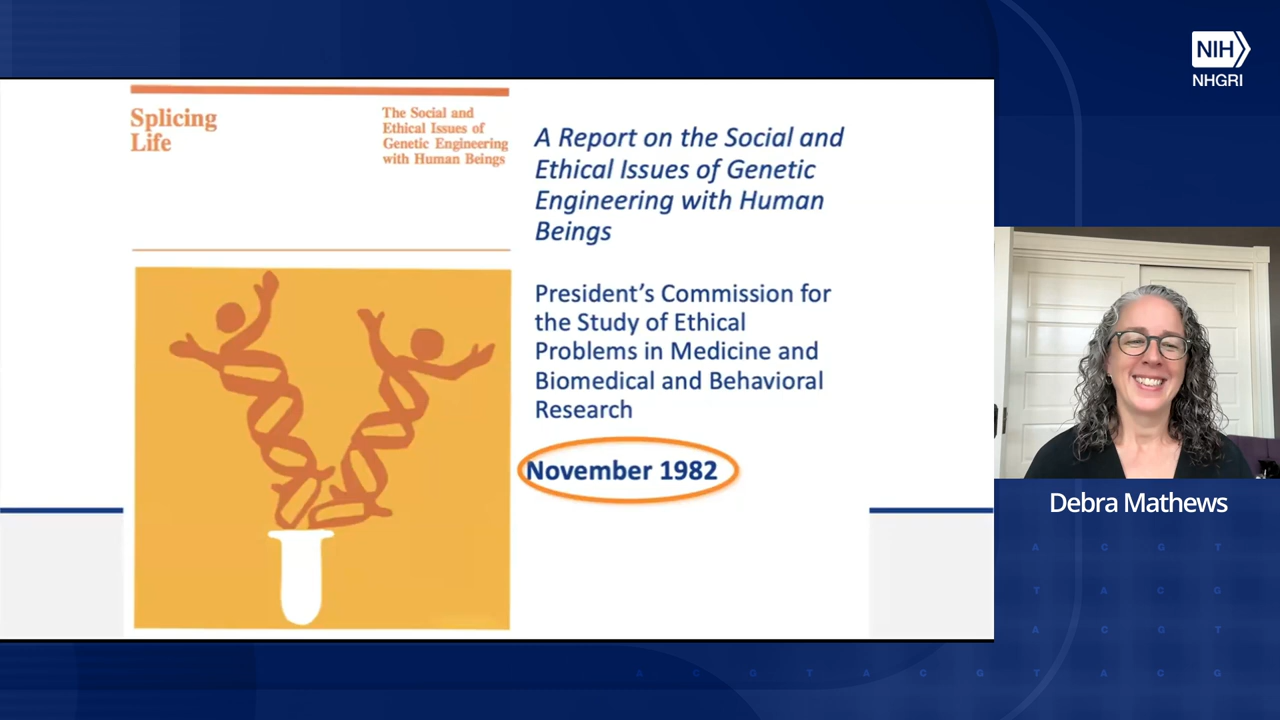 NIH
NHGRI
Splicing
Life
The Social and
Ethical Issues of
Genetic Engineering
with Human Beings
A Report on the Social and
Ethical Issues of Genetic
Engineering with Human
Beings
President’s Commission for
the Study of Ethical
Problems in Medicine and
Biomedical and Behavioral
Research
November 1982
Debra Mathews
A C G T
T A C G
A C G T
A C G T A C G T A C G